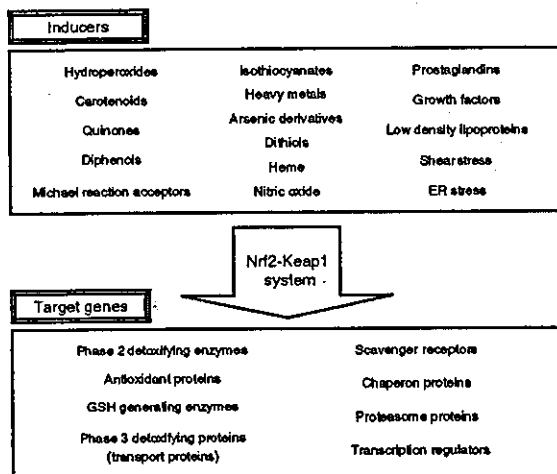 Inducers
Hydroperoxides
Carotenoids
Quinones
Diphenols
Michael reaction acceptors
Isothiocyanates
Heavy metals
Arsenic derivatives
Dithiols
Heme
Nitric oxide
Prostaglandins
Growth factors
Low density lipoproteins
Shear stress
ER stress
Nrf2-Keap1
system
Target genes
Phase 2 detoxifying enzymes
Antioxidant proteins
GSH generating enzymes
Phase 3 detoxifying proteins
(transport proteins)
Scavenger receptors
Chaperon proteins
Proteasome proteins
Transcription regulators